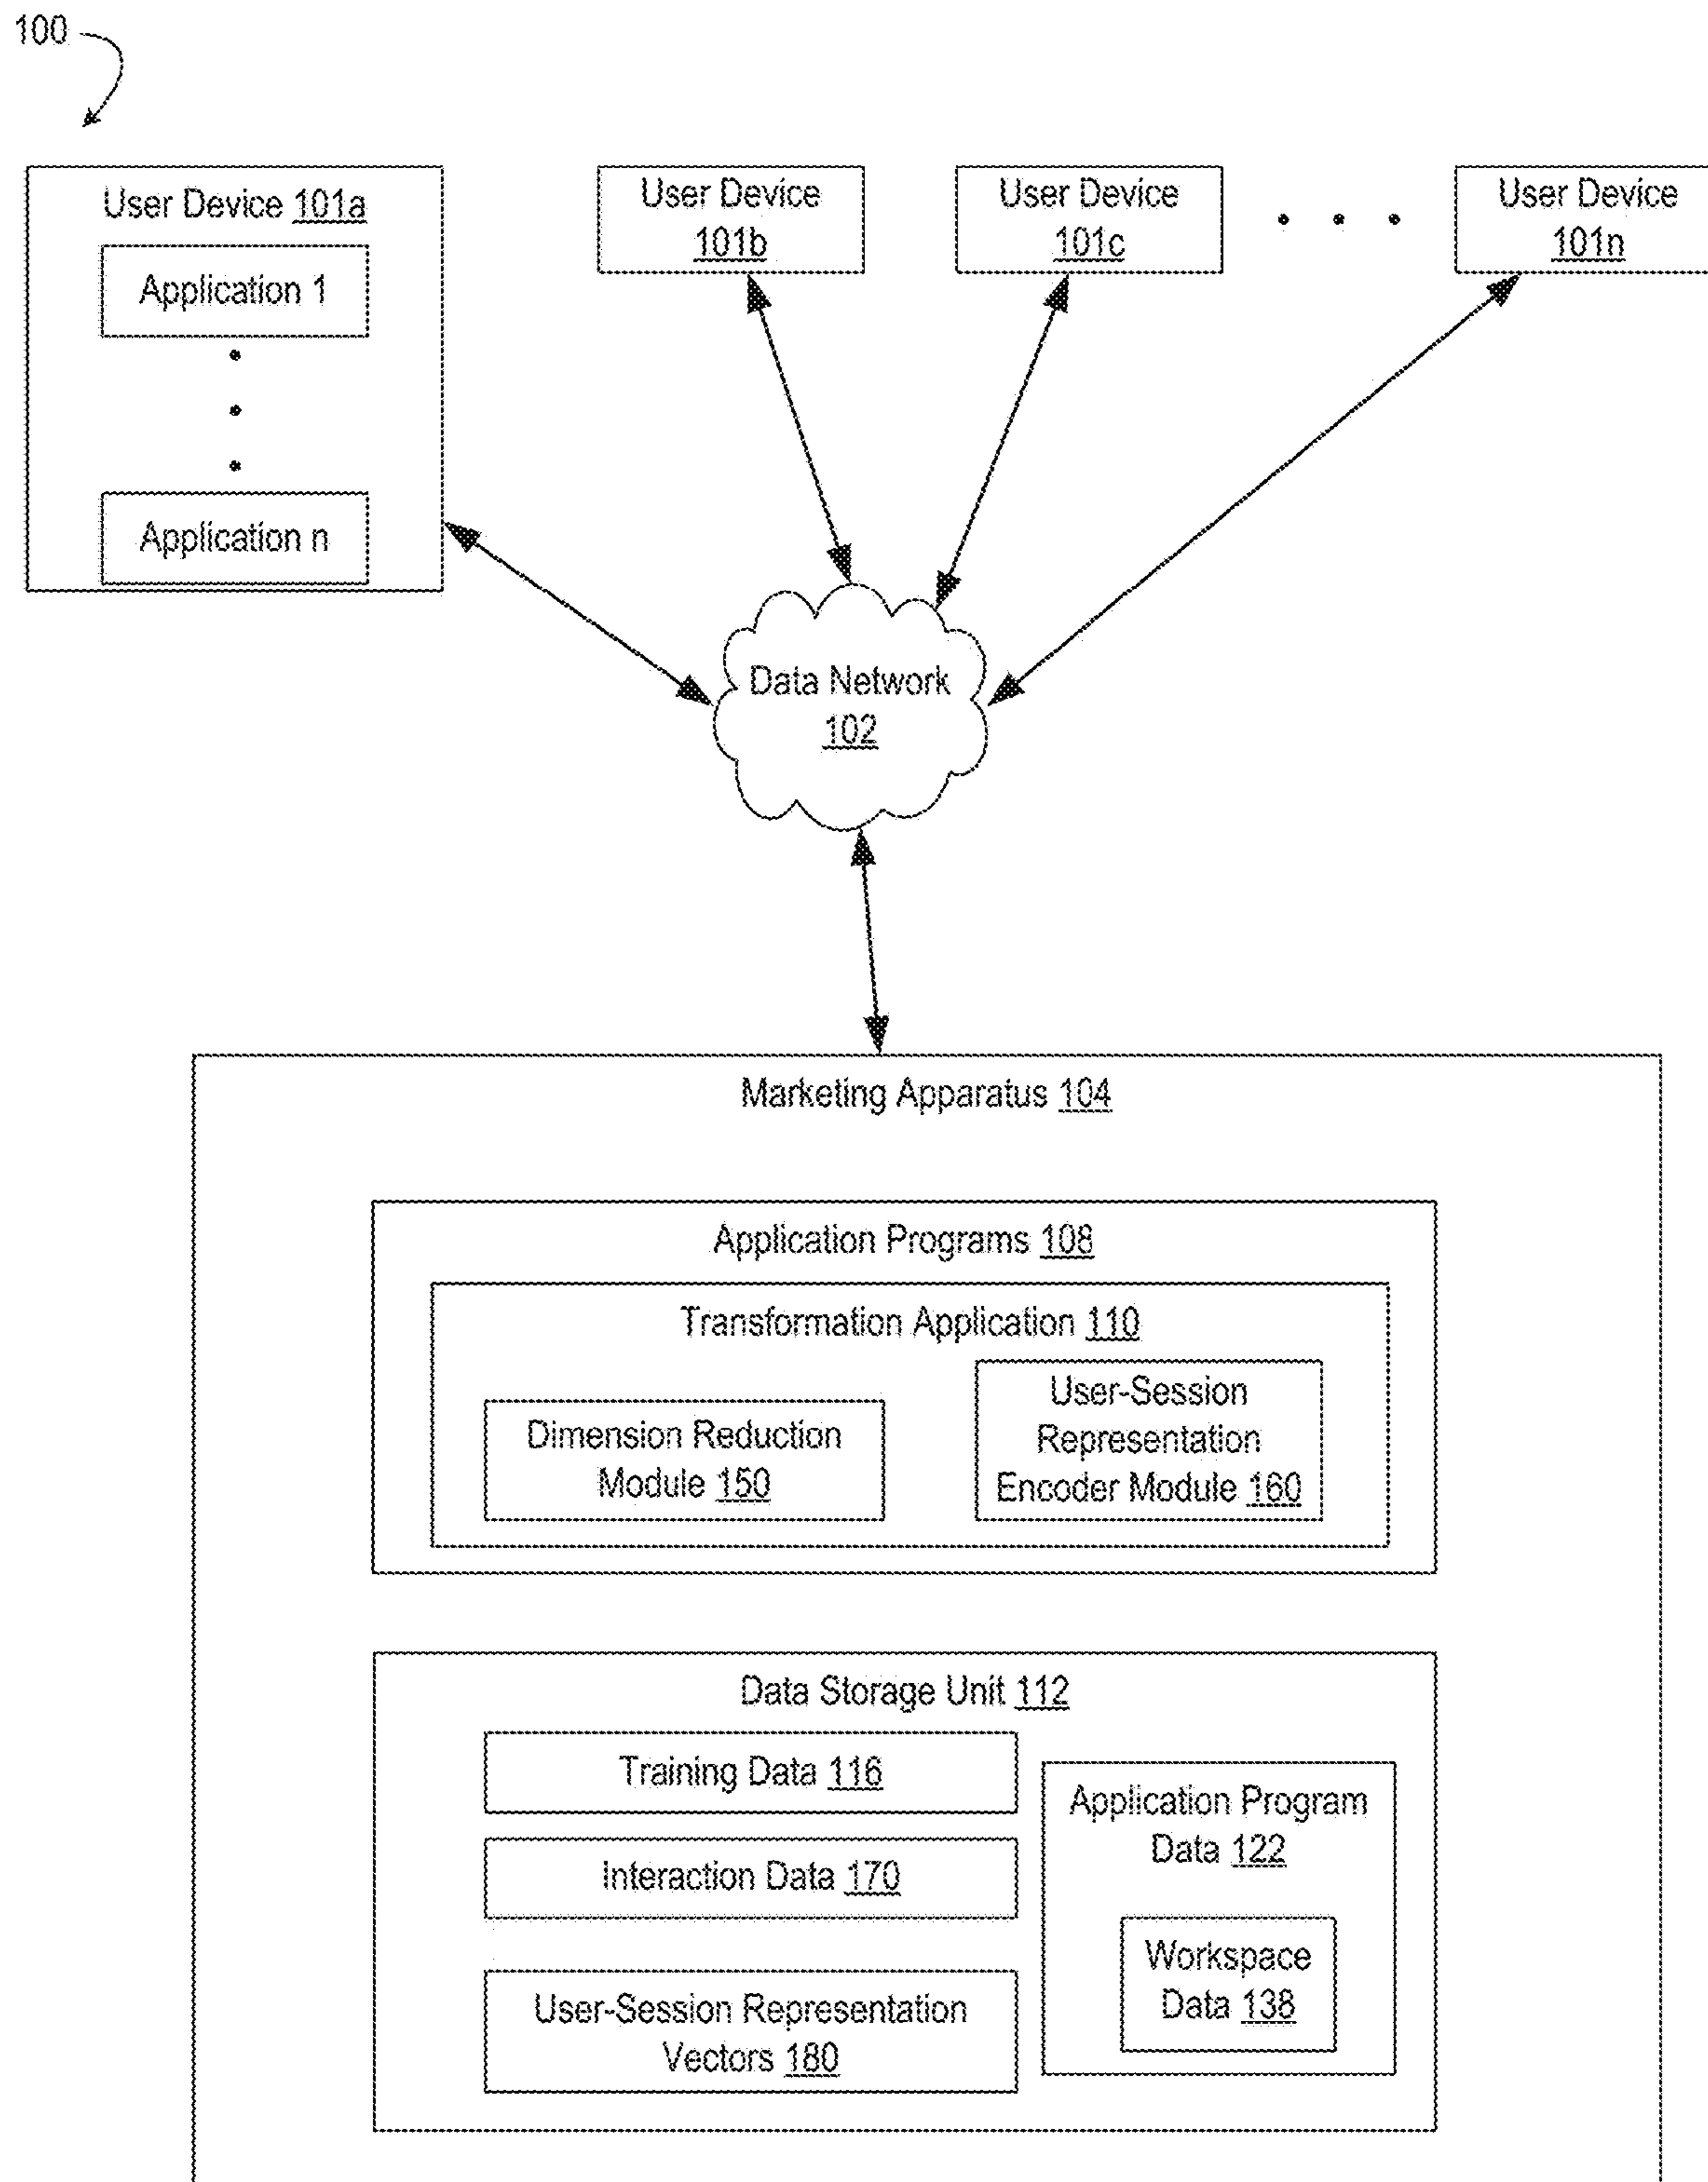 100
User Device 101a
Application 1
Application n
User Device
101b
User Device
101c
User Device
101n
Data Network
102
Marketing Apparatus 104
Application Programs 108
Transformation Application 110
Dimension Reduction
Module 150
User-Session
Representation
Encoder Module 160
Data Storage Unit 112
Training Data 116
Interaction Data 170
User-Session Representation
Vectors 180
Application Program
Data 122
Workspace
Data 138